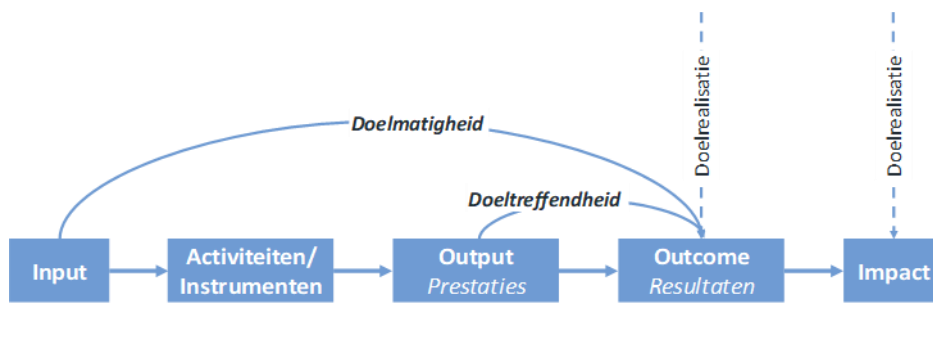 Doelrealisatie
Doelrealisatie
Doelmatigheid
Doeltreffendheid
Input
Activiteiten/
Instrumenten
Output
Prestaties
Outcome
Resultaten
Impact